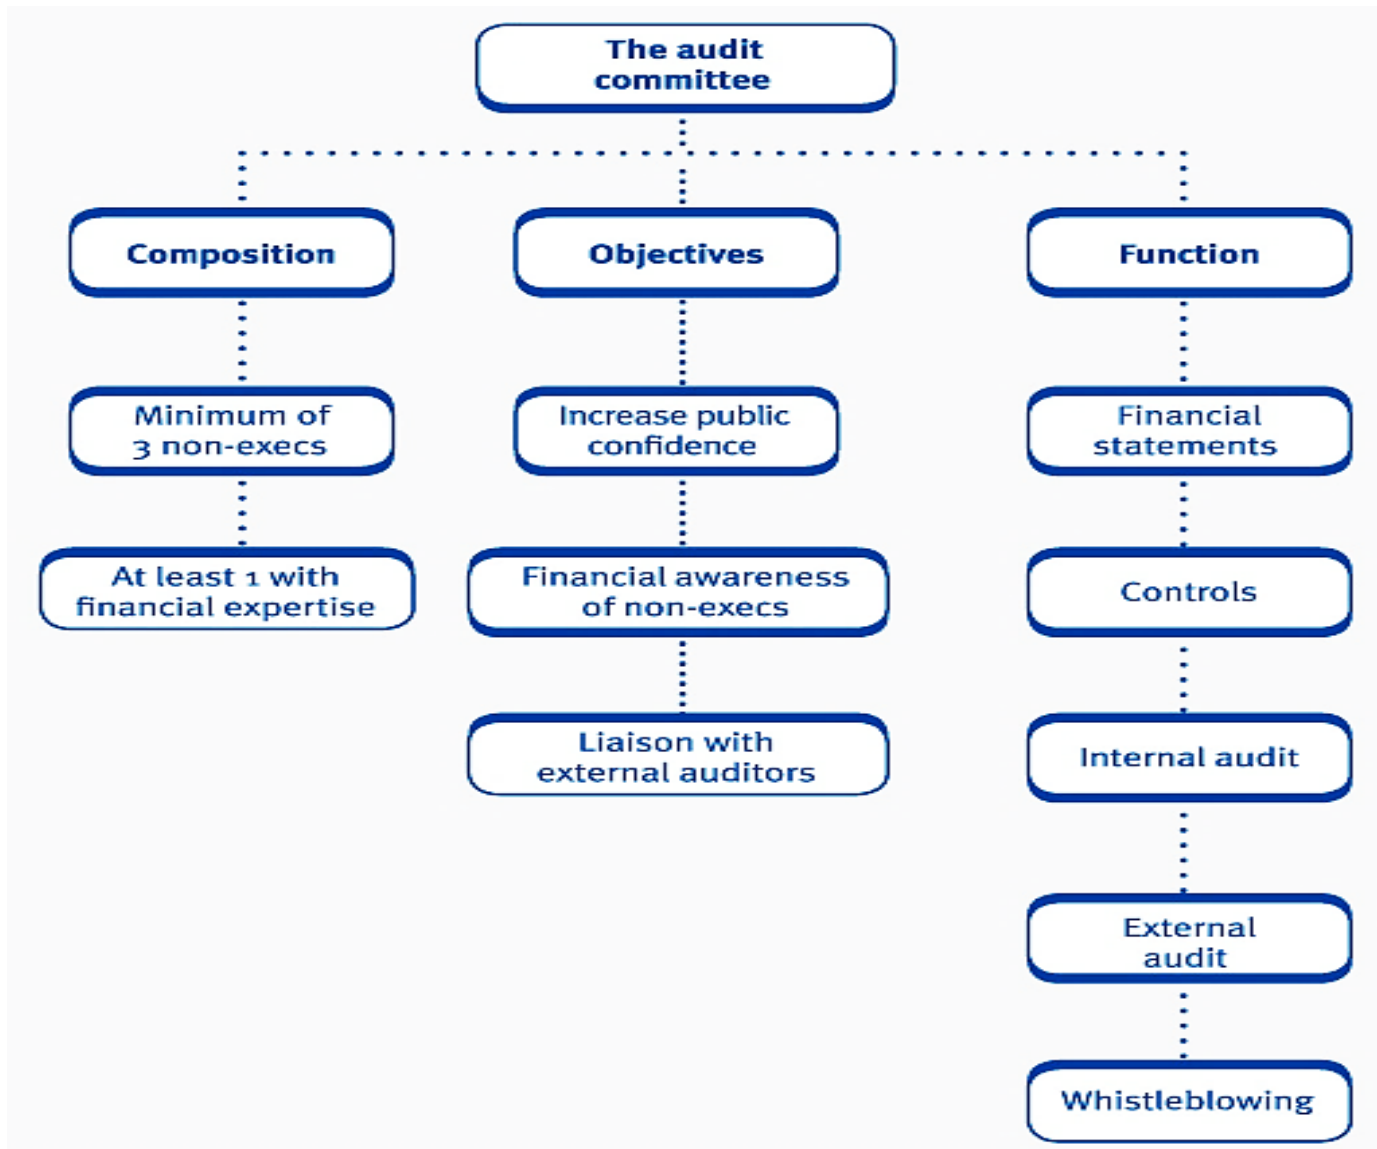 The audit
committee
Composition
Objectives
Function
Minimum of
3 non-execs
Increase public
confidence
Financial
statements
At least 1 with
financial expertise
Financial awareness
of non-execs
Controls
Liaison with
external auditors
Internal audit
External
audit
Whistleblowing